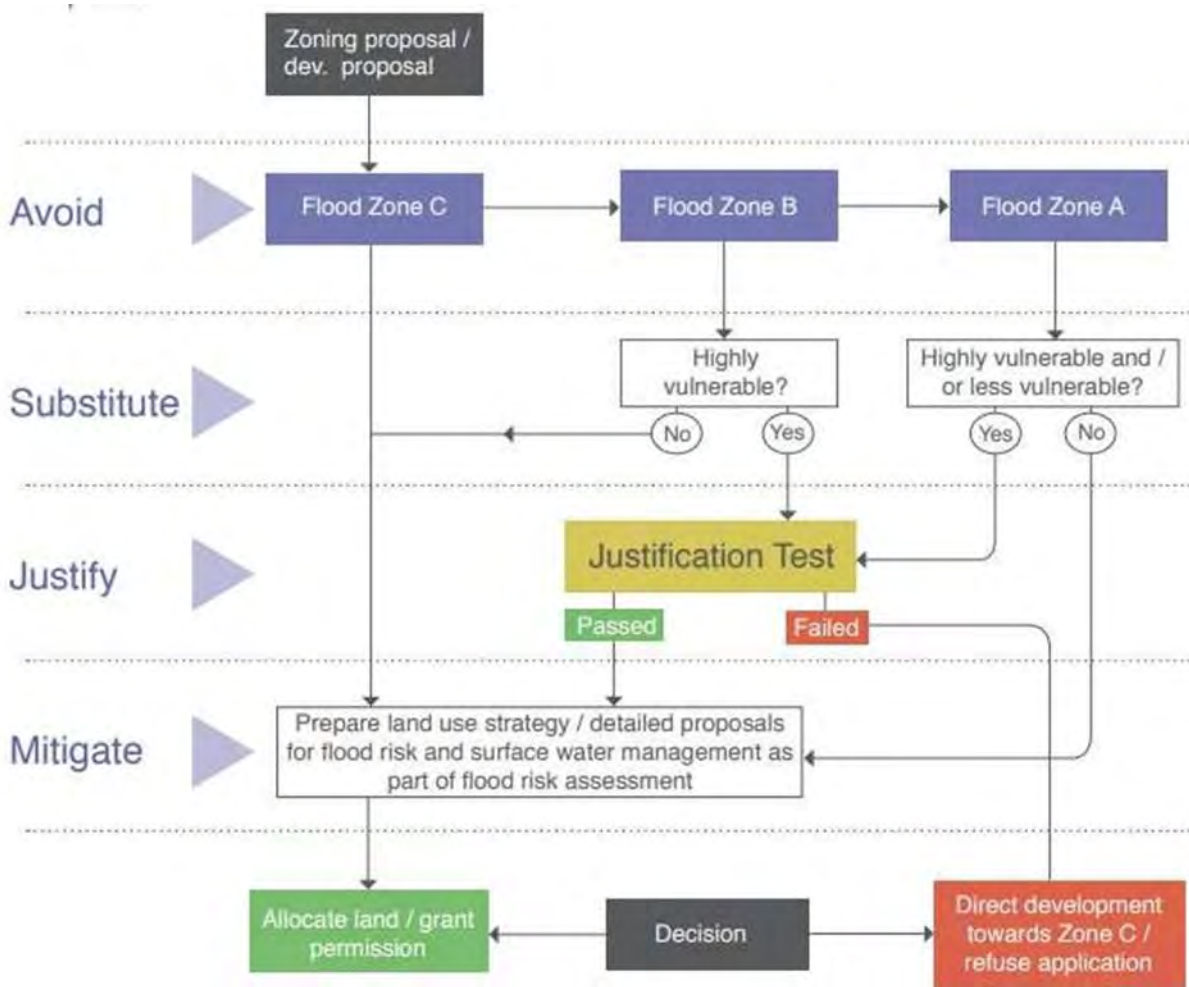 Zoning proposal /
dev. proposal
Avoid
Flood Zone C
Flood Zone B
Flood Zone A
Substitute
Highly
vulnerable?
No
Yes
Highly vulnerable and /
or less vulnerable?
Yes
No
Justify
Justification Test
Passed
Failed
Mitigate
Prepare land use strategy / detailed proposals
for flood risk and surface water management as
part of flood risk assessment
Allocate land / grant
permission
Decision
Direct development
towards Zone C /
refuse application